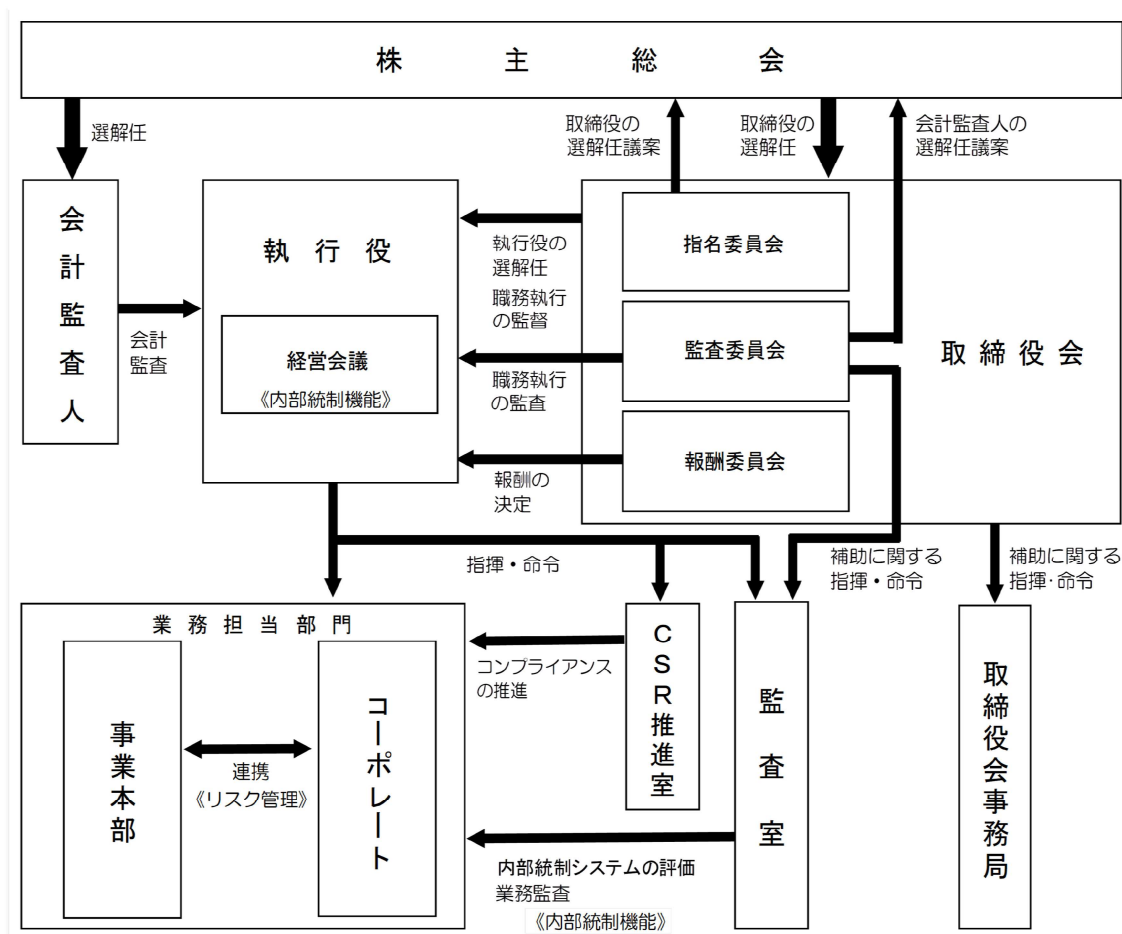 株主総会
選解任
取締役の
選解任議案
取締役の
選解任
会計監査人の
選解任議案
会計監査人
執行役
経営会議
《内部統制機能》
会計
監査
執行役の
選解任
職務執行
の監督
職務執行
の監査
報酬の
決定
指名委員会
監査委員会
報酬委員会
取締役会
指揮・命令
補助に関する
指揮・命令
補助に関する
指揮・命令
業務担当部門
事業本部
連携
《リスク管理》
コーポレート
コンプライアンス
の推進
CSR推進室
監査室
取締役会事務局
内部統制システムの評価
業務監査
《内部統制機能》